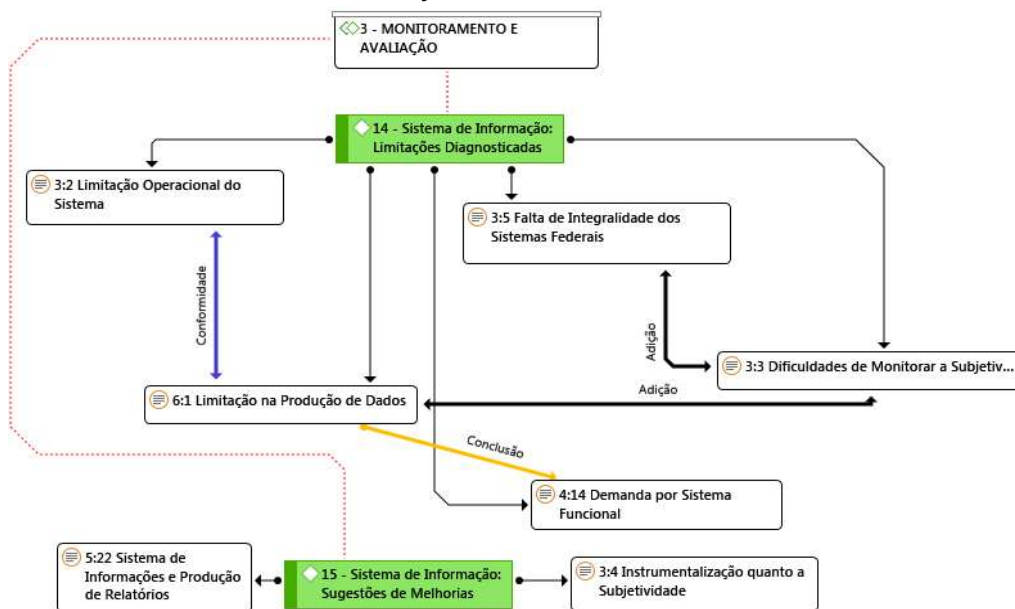 3 - MONITORAMENTO E
AVALIAÇÃO
14 - Sistema de Informação:
Limitações Diagnosticadas
3:2 Limitação Operacional do
Sistema
3:5 Falta de Integralidade dos
Sistemas Federais
Conformidade
Adição
3:3 Dificuldades de Monitorar a Subjetiv...
Adição
6:1 Limitação na Produção de Dados
Conclusão
4:14 Demanda por Sistema
Funcional
5:22 Sistema de
Informações e Produção
de Relatórios
15 - Sistema de Informação:
Sugestões de Melhorias
3:4 Instrumentalização quanto a
Subjetividade